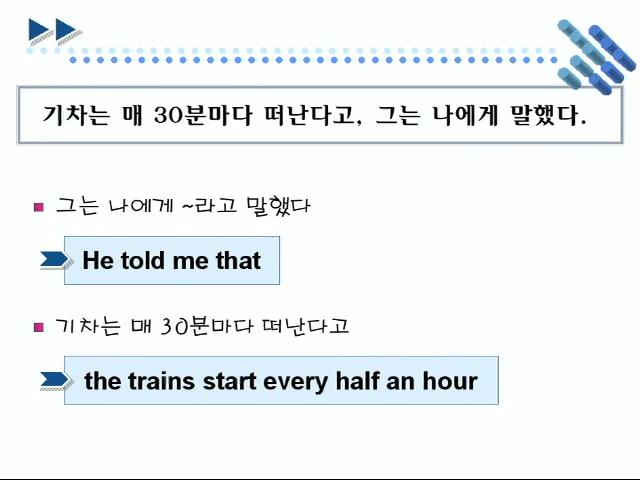 기차는 매 30분마다 떠난다고, 그는 나에게 말했다.
그는 나에게 ~라고 말했다
He told me that
기차는 매 30분마다 떠난다고
the trains start every half an hour